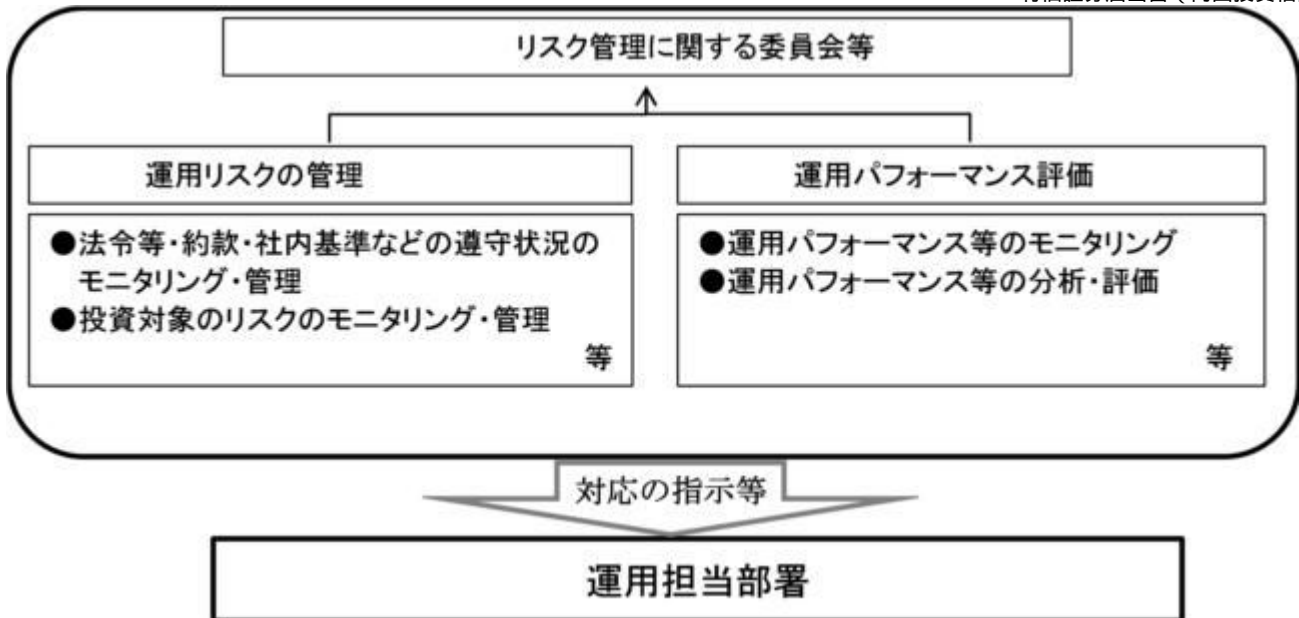 リスク管理に関する委員会等
運用リスクの管理
●法令等・約款・社内基準などの遵守状況の
モニタリング・管理
●投資対象のリスクのモニタリング・管理
等
運用パフォーマンス評価
●運用パフォーマンス等のモニタリング
●運用パフォーマンス等の分析・評価
等
対応の指示等
運用担当部署